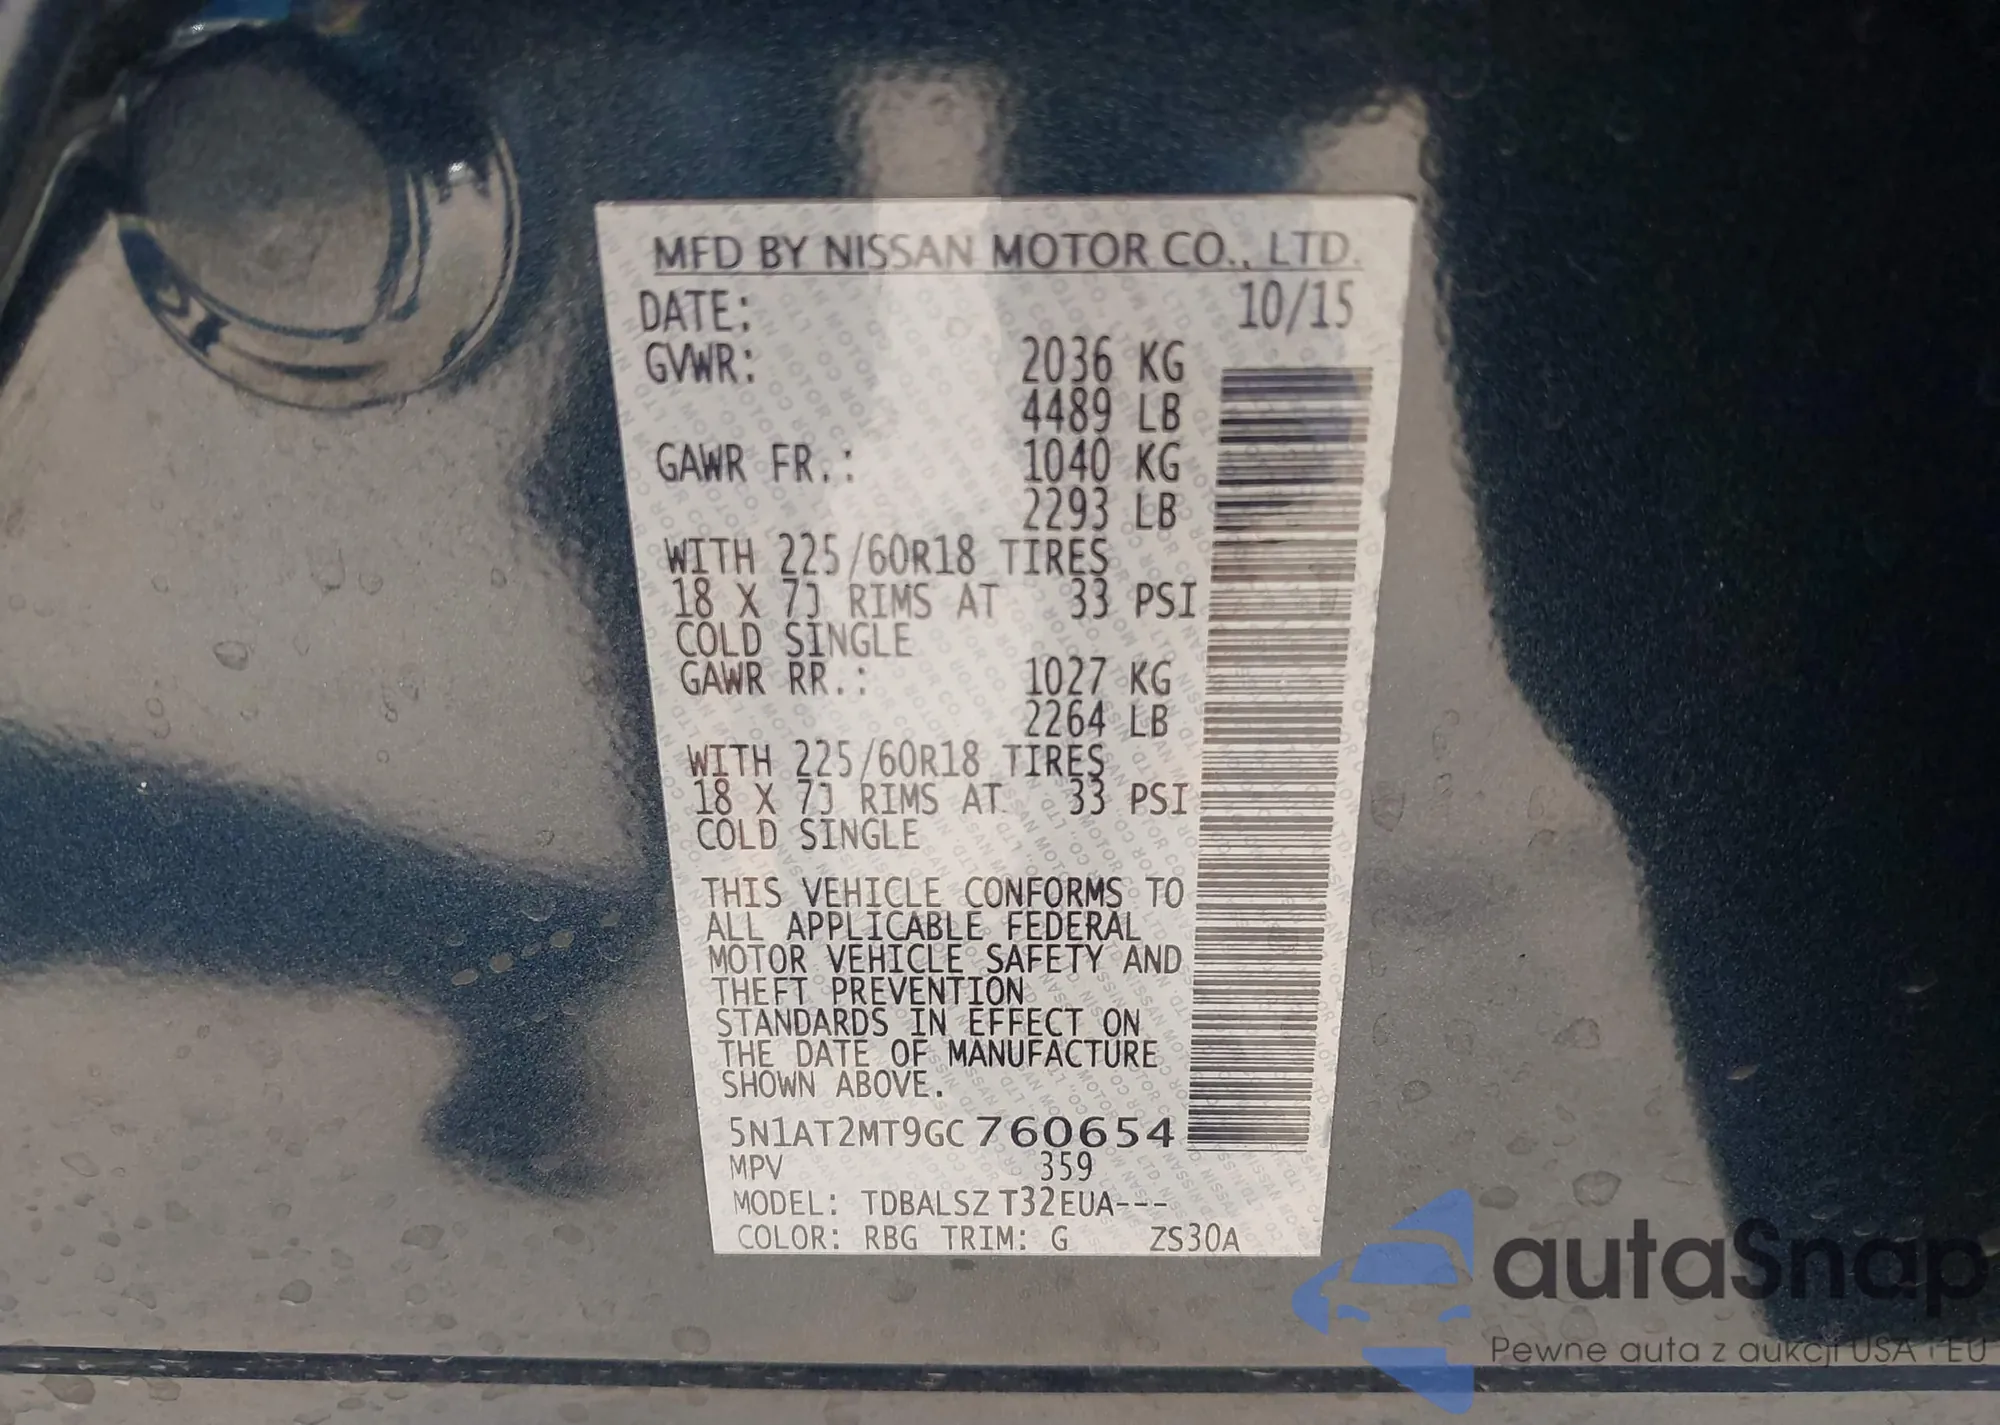 MFD BY NISSAN MOTOR CO., LTD.
DATE: 10/15
GVWR: 2036 KG
4489 LB
GAWR FR.: 1040 KG
2293 LB
WITH 225/60R18 TIRES
18 X 7J RIMS AT 33 PSI
COLD SINGLE
GAWR RR.: 1027 KG
2264 LB
WITH 225/60R18 TIRES
18 X 7J RIMS AT 33 PSI
COLD SINGLE
THIS VEHICLE CONFORMS TO
ALL APPLICABLE FEDERAL
MOTOR VEHICLE SAFETY AND
THEFT PREVENTION
STANDARDS IN EFFECT ON
THE DATE OF MANUFACTURE
SHOWN ABOVE.
5N1AT2MT9GC760654
MPV 359
MODEL: TDBALSZ T32EUA---
COLOR: RBG TRIM: G ZS30A
autaSnap
Pewne auta z aukcji USA i EU